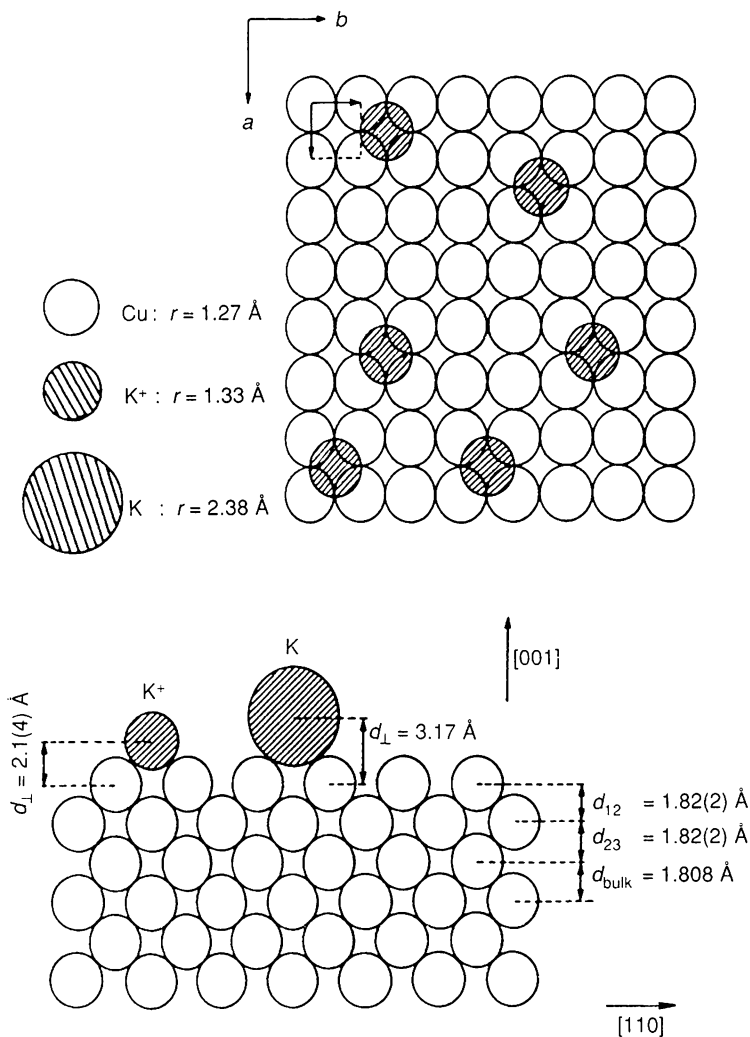 b
a
Cu : r = 1.27 Å
K⁺ : r = 1.33 Å
K : r = 2.38 Å
K
[001]
K⁺
d⊥ = 2.1(4) Å
d⊥ = 3.17 Å
d₁₂ = 1.82(2) Å
d₂₃ = 1.82(2) Å
d_bulk = 1.808 Å
[110]